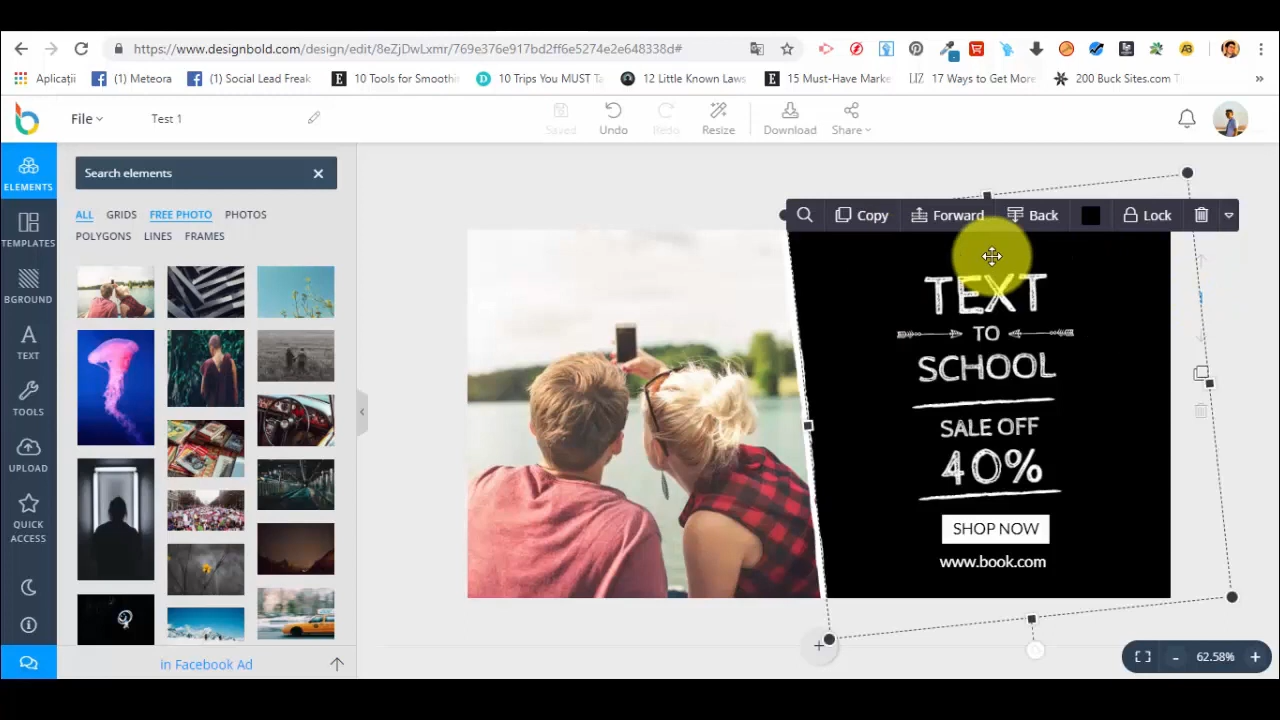 https://www.designbold.com/design/edit/8eZjDwLxmr/769e376e917bd2ff6e5274e2e648338d#
Aplicații
(1) Meteora
(1) Social Lead Freak
10 Tools for Smoothi
10 Trips You MUST Ta
12 Little Known Laws
15 Must-Have Marke
17 Ways to Get More
200 Buck Sites.com T
File
Test 1
Saved
Undo
Redo
Resize
Download
Share
ELEMENTS
TEMPLATES
BGROUND
TEXT
TOOLS
UPLOAD
QUICK
ACCESS
Search elements
ALL GRIDS FREE PHOTO PHOTOS
POLYGONS LINES FRAMES
in Facebook Ad
Copy
Forward
Back
Lock
TEXT
TO
SCHOOL
SALE OFF
40%
SHOP NOW
www.book.com
- 62.58% +